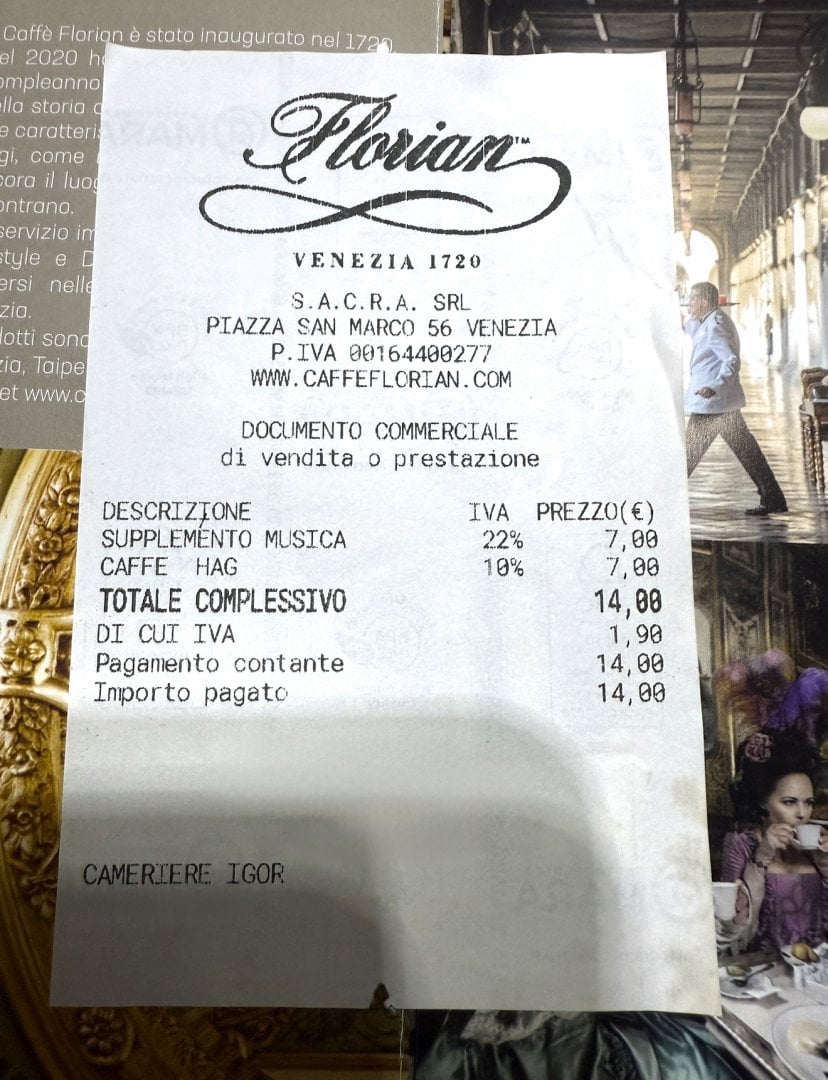 Caffè Florian è stato inaugurato nel 1720.
el 2020 h
ompleanno
ella storia
e caratteris
gi, come
cora il luog
ontrano.
servizio im
style e D
ersi nelle
zia.
dotti sono
zia, Taipe
et www.c
Florian™
VENEZIA 1720
S.A.C.R.A. SRL
PIAZZA SAN MARCO 56 VENEZIA
P.IVA 00164400277
WWW.CAFFEFLORIAN.COM
DOCUMENTO COMMERCIALE
di vendita o prestazione
DESCRIZIONE IVA PREZZO(€)
SUPPLEMENTO MUSICA 22% 7,00
CAFFE HAG 10% 7,00
TOTALE COMPLESSIVO 14,00
DI CUI IVA 1,90
Pagamento contante 14,00
Importo pagato 14,00
CAMERIERE IGOR